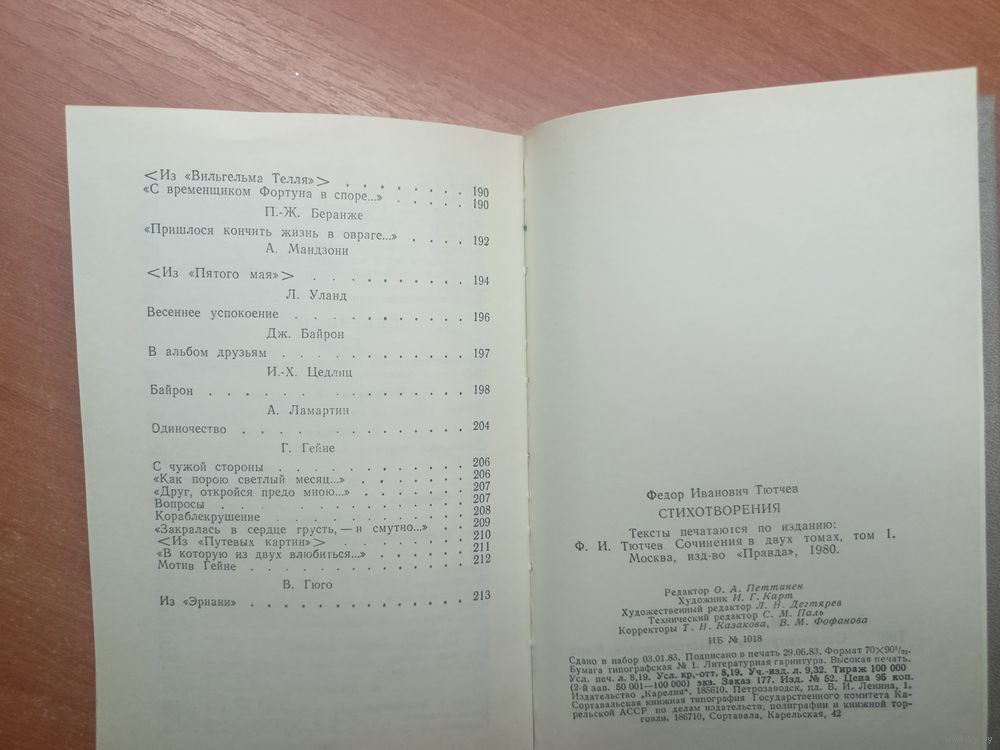 <Из «Вильгельма Телля»> . . . . . . . . 190
«С временщиком Фортуна в споре...» . . . . . 190
П.-Ж. Беранже
«Пришлося кончить жизнь в овраге...» . . . . 192
А. Мандзони
<Из «Пятого мая»> . . . . . . . . . 194
Л. Уланд
Весеннее успокоение . . . . . . . . . . 196
Дж. Байрон
В альбом друзьям . . . . . . . . . . . 197
И.-Х. Цедлиц
Байрон . . . . . . . . . . . . . 198
А. Ламартин
Одиночество . . . . . . . . . . . . 204
Г. Гейне
С чужой стороны . . . . . . . . . . . 206
«Как порою светлый месяц...» . . . . . . . 206
«Друг, откройся предо мною...» . . . . . . . 207
Вопросы . . . . . . . . . . . . . 207
Кораблекрушение . . . . . . . . . . . 208
«Закралась в сердце грусть, — и смутно...» . . . 209
<Из «Путевых картин»> . . . . . . . . . 210
«В которую из двух влюбиться...» . . . . . . 211
Мотив Гейне . . . . . . . . . . . . 212
В. Гюго
Из «Эрнани» . . . . . . . . . . . . 213
Федор Иванович Тютчев
СТИХОТВОРЕНИЯ
Тексты печатаются по изданию:
Ф. И. Тютчев Сочинения в двух томах, том 1.
Москва, изд-во «Правда», 1980.
Редактор О. А. Петтинен
Художник И. Г. Карт
Художественный редактор Л. Н. Дегтярев
Технический редактор С. М. Паль
Корректоры Т. Н. Казакова, В. М. Фофанова
ИБ № 1018
Сдано в набор 03.01.83. Подписано в печать 29.06.83. Формат 70×90¹/₃₂.
Бумага типографская № 1. Литературная гарнитура. Высокая печать.
Усл. печ. л. 8,19. Усл. кр.-отт. 8,19. Уч.-изд. л. 9,32. Тираж 100 000
(2-й зав. 50 001—100 000) экз. Заказ 177. Изд. № 52. Цена 95 коп.
Издательство „Карелия". 185610. Петрозаводск, пл. В. И. Ленина, 1.
Сортавальская книжная типография Государственного комитета Ка-
рельской АССР по делам издательств, полиграфии и книжной тор-
говли. 186710, Сортавала, Карельская, 42